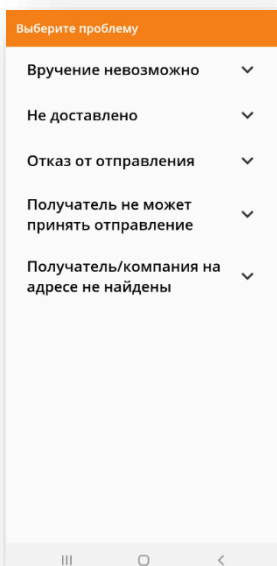 Выберите проблему
Вручение невозможно
Не доставлено
Отказ от отправления
Получатель не может
принять отправление
Получатель/компания на
адресе не найдены